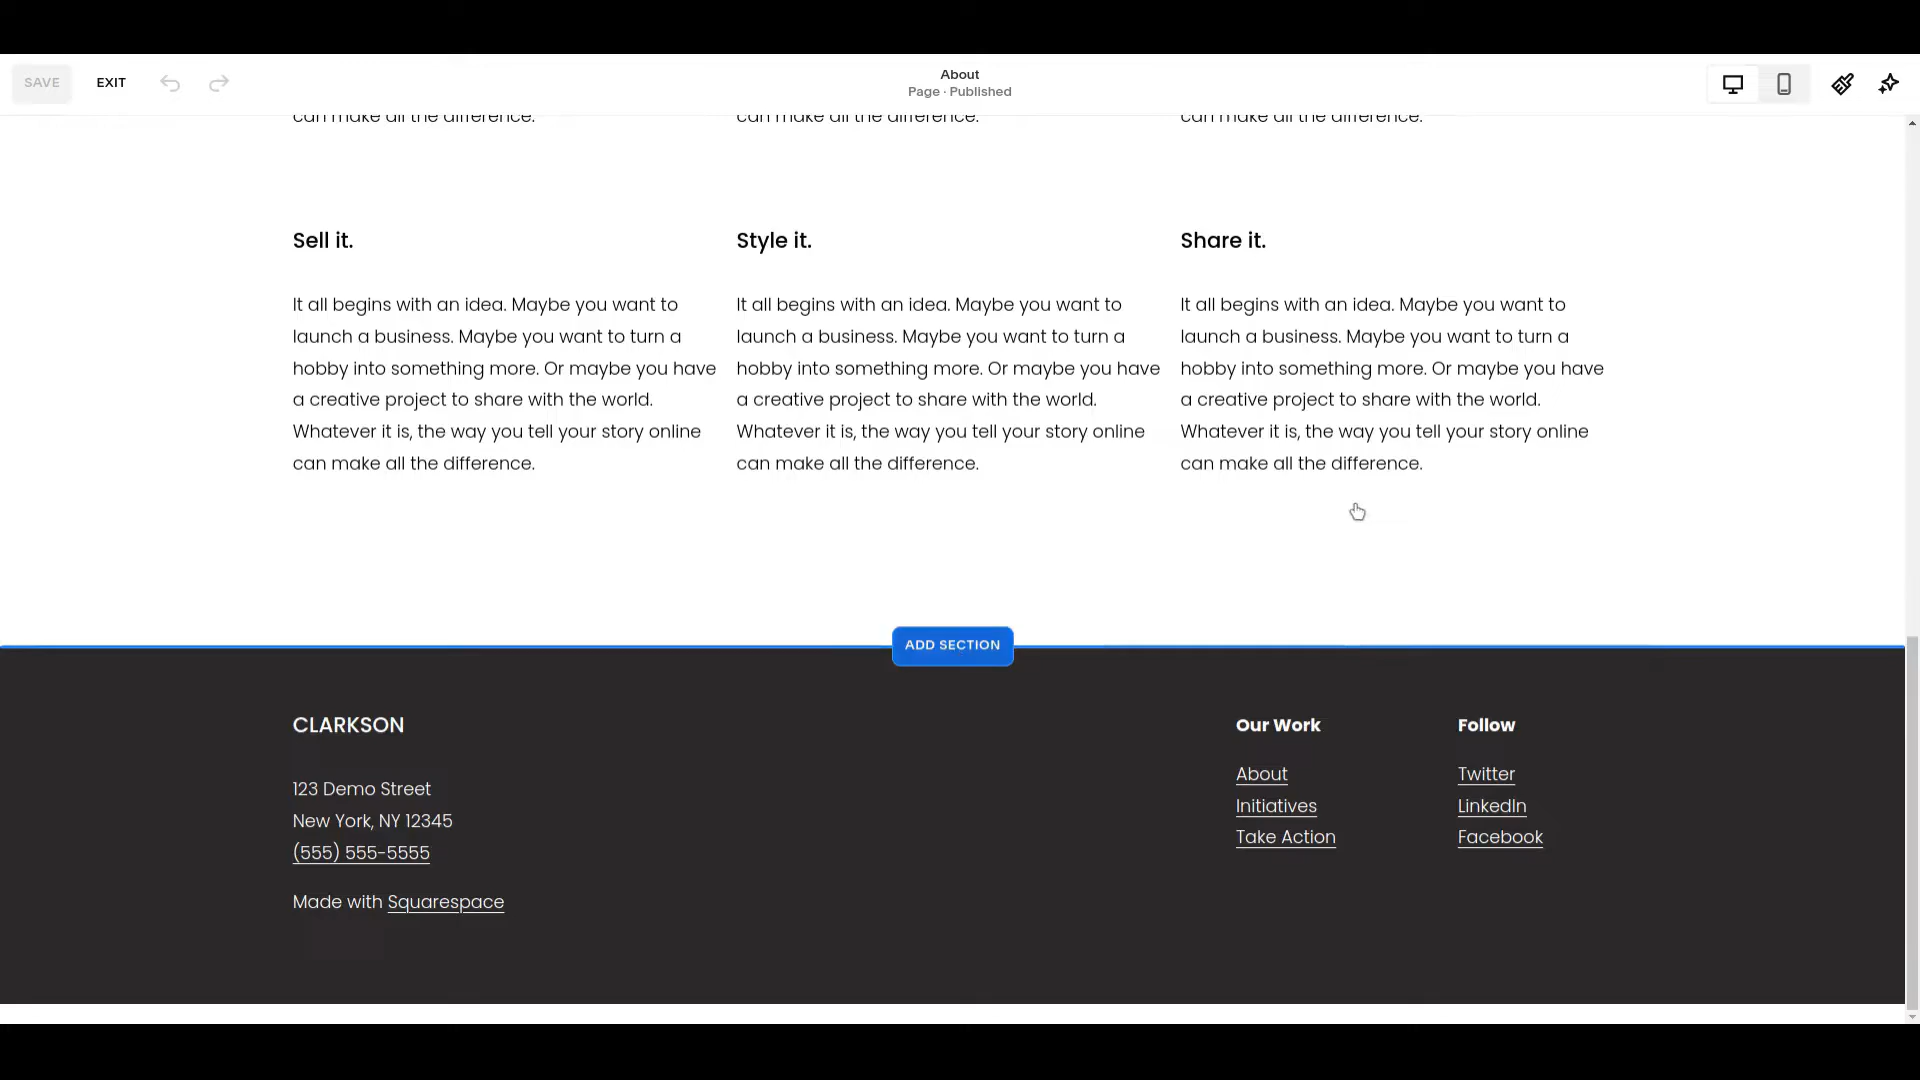 SAVE EXIT
About
Page · Published
can make all the difference.
can make all the difference.
can make all the difference.
Sell it.
It all begins with an idea. Maybe you want to
launch a business. Maybe you want to turn a
hobby into something more. Or maybe you have
a creative project to share with the world.
Whatever it is, the way you tell your story online
can make all the difference.
Style it.
It all begins with an idea. Maybe you want to
launch a business. Maybe you want to turn a
hobby into something more. Or maybe you have
a creative project to share with the world.
Whatever it is, the way you tell your story online
can make all the difference.
Share it.
It all begins with an idea. Maybe you want to
launch a business. Maybe you want to turn a
hobby into something more. Or maybe you have
a creative project to share with the world.
Whatever it is, the way you tell your story online
can make all the difference.
ADD SECTION
CLARKSON
123 Demo Street
New York, NY 12345
(555) 555-5555
Made with Squarespace
Our Work
About
Initiatives
Take Action
Follow
Twitter
LinkedIn
Facebook